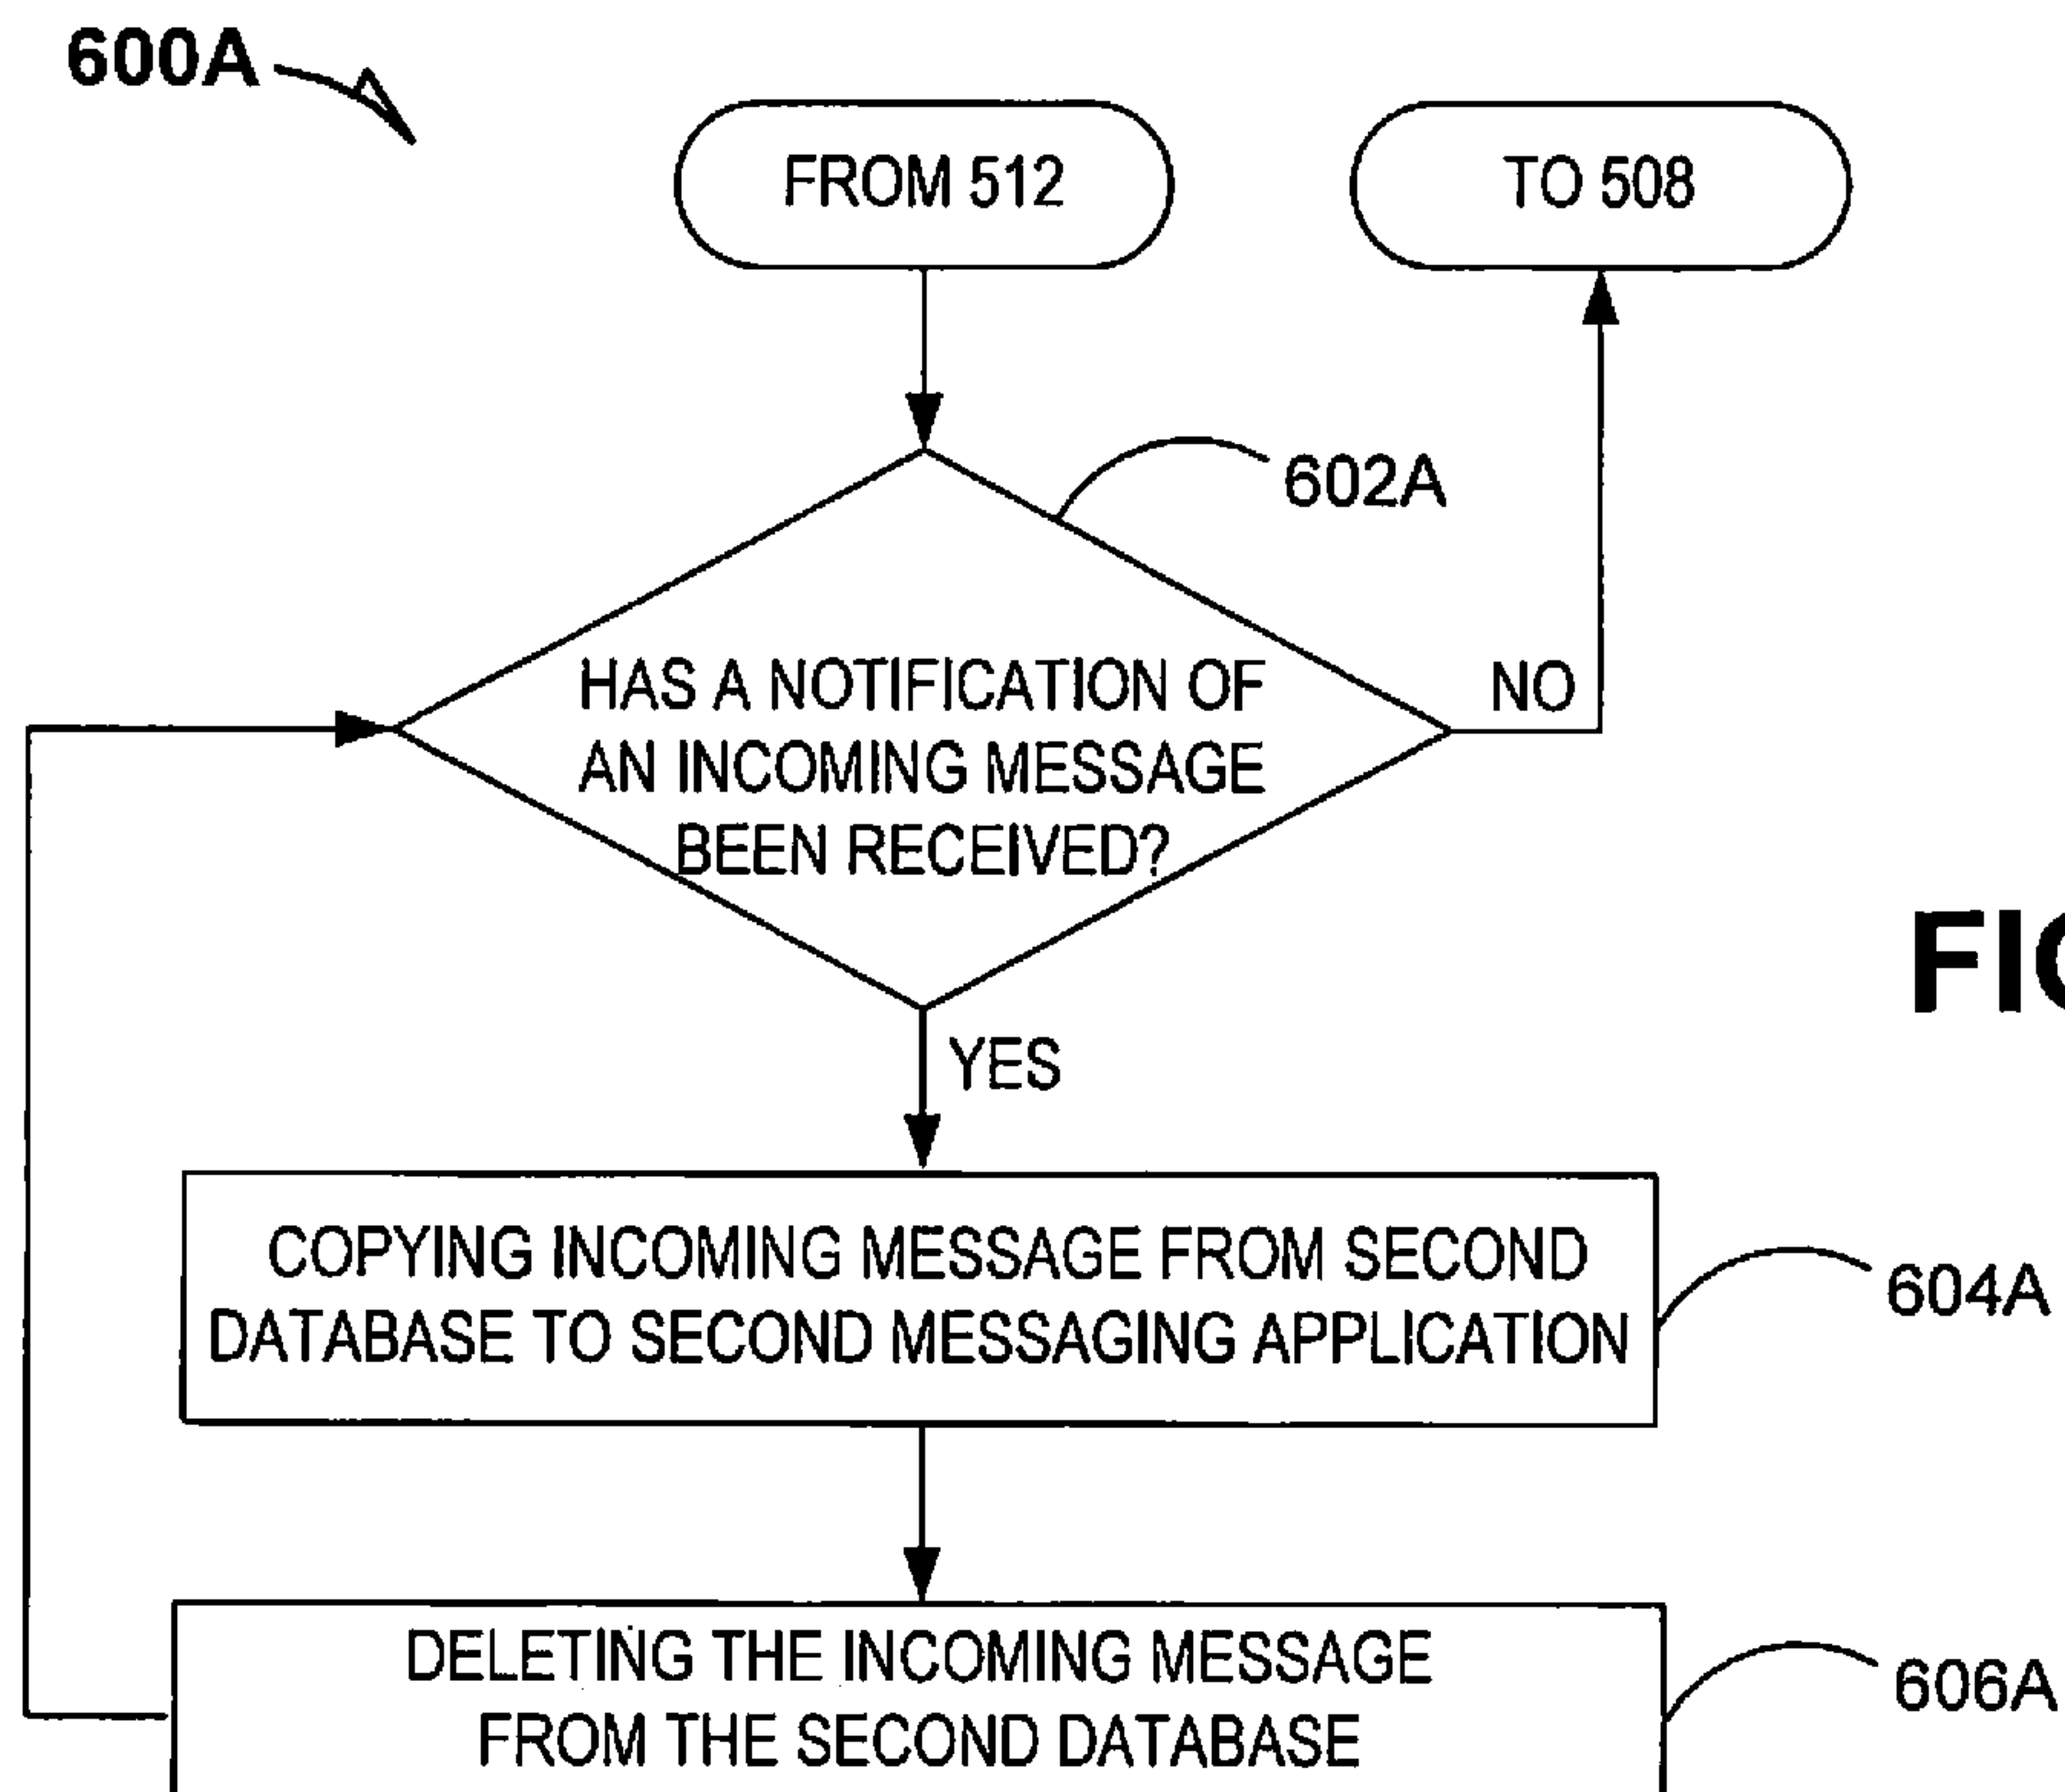 600A
FROM 512
TO 508
602A
HAS A NOTIFICATION OF
AN INCOMING MESSAGE
BEEN RECEIVED?
NO
YES
COPYING INCOMING MESSAGE FROM SECOND
DATABASE TO SECOND MESSAGING APPLICATION
604A
DELETING THE INCOMING MESSAGE
FROM THE SECOND DATABASE
606A